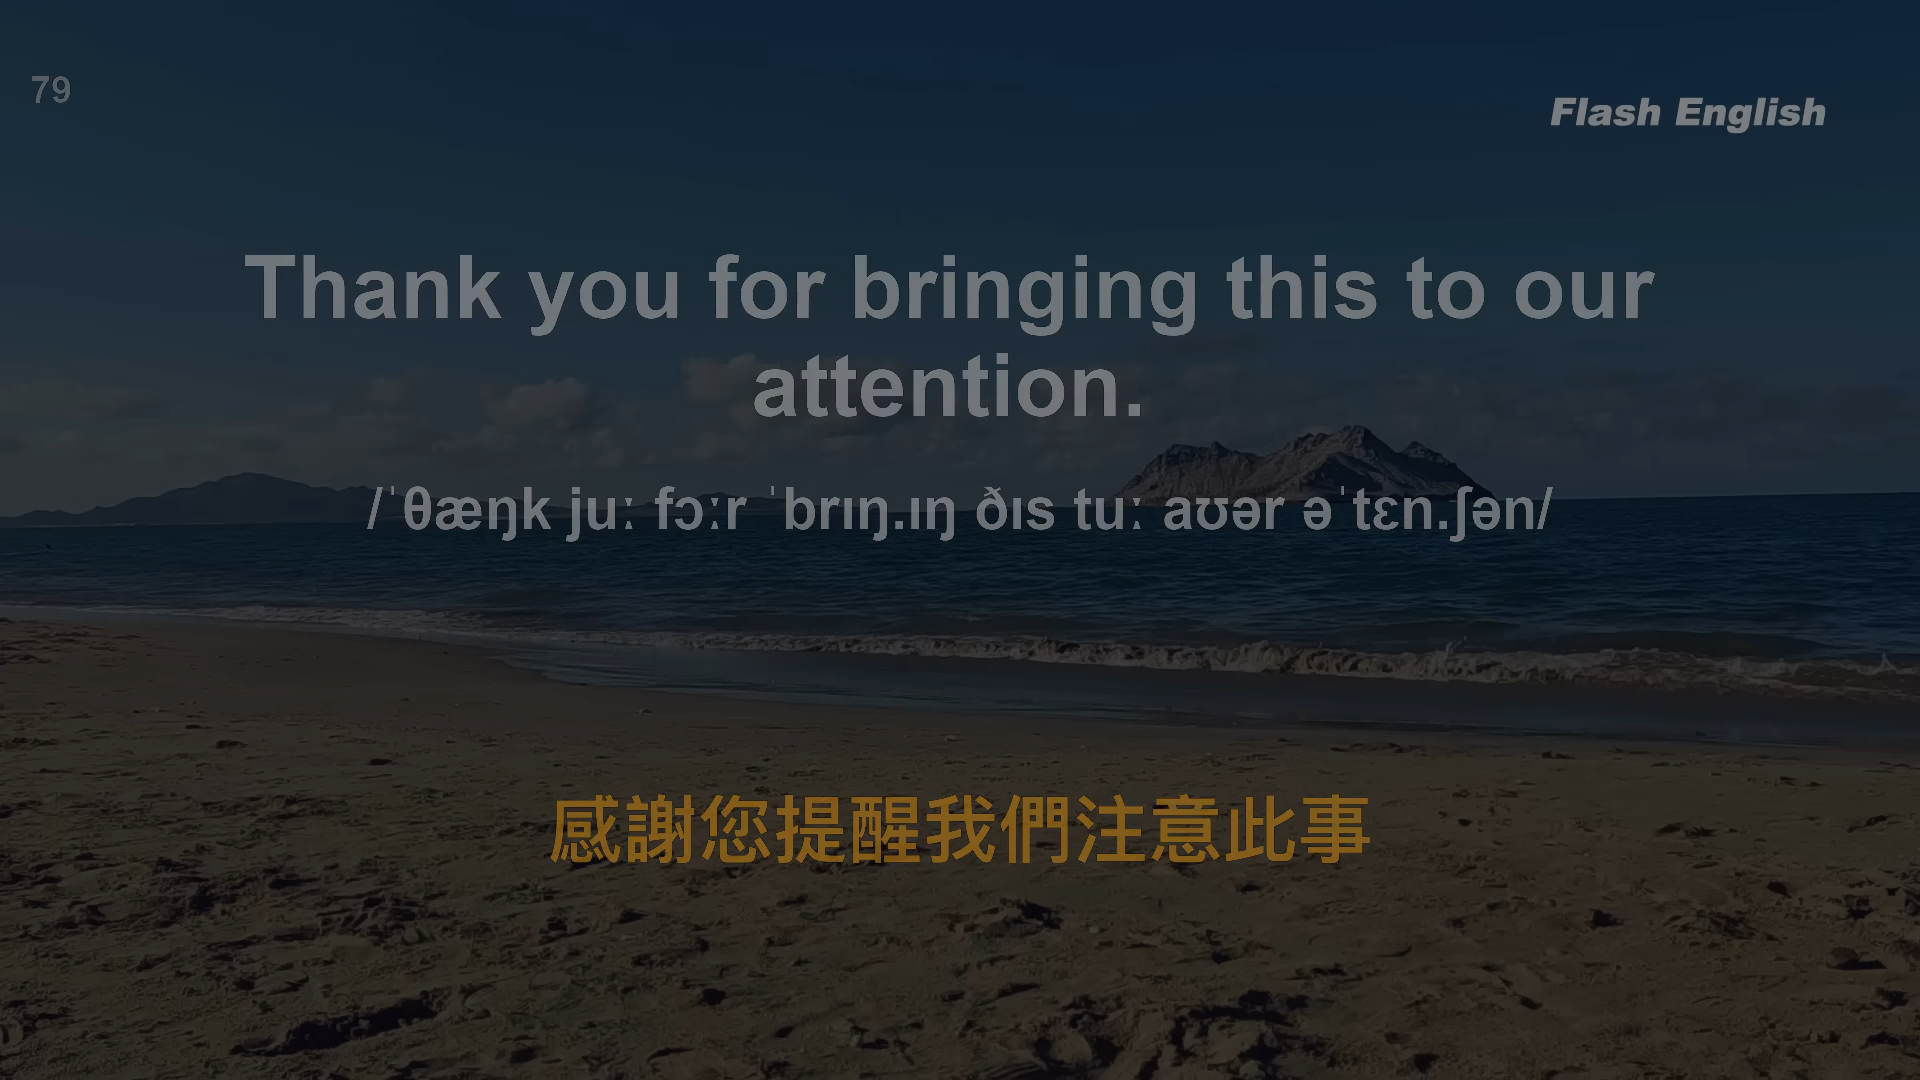 79
Flash English
Thank you for bringing this to our
attention.
/ˈθæŋk juː fɔːr ˈbrɪŋ.ɪŋ ðɪs tuː aʊər əˈtɛn.ʃən/
感謝您提醒我們注意此事